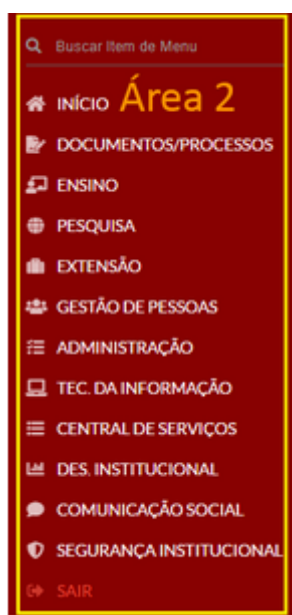 Buscar Item de Menu
INÍCIO Área 2
DOCUMENTOS/PROCESSOS
ENSINO
PESQUISA
EXTENSÃO
GESTÃO DE PESSOAS
ADMINISTRAÇÃO
TEC. DA INFORMAÇÃO
CENTRAL DE SERVIÇOS
DES. INSTITUCIONAL
COMUNICAÇÃO SOCIAL
SEGURANÇA INSTITUCIONAL
SAIR